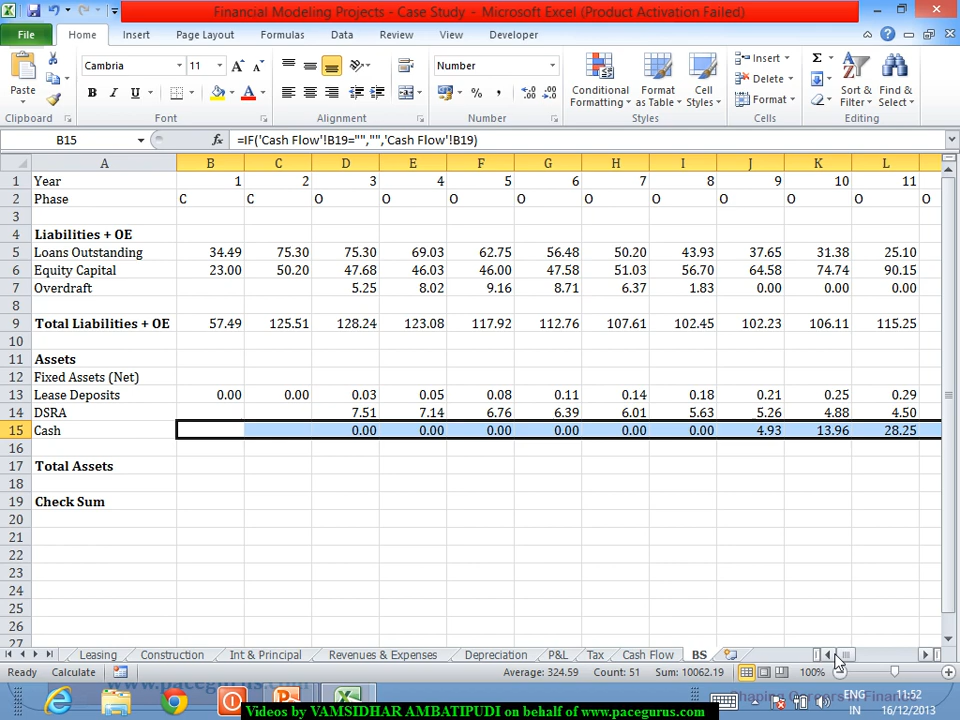 Financial Modeling Projects - Case Study - Microsoft Excel (Product Activation Failed)
File Home Insert Page Layout Formulas Data Review View Developer
Paste Cambria 11 Number Conditional Formatting Format as Table Cell Styles Insert Delete Format Sort & Filter Find & Select
Clipboard Font Alignment Number Styles Cells Editing
B15 fx =IF('Cash Flow'!B19="","",'Cash Flow'!B19)
A B C D E F G H I J K L
1 Year 1 2 3 4 5 6 7 8 9 10 11
2 Phase C C O O O O O O O O O O
3
4 Liabilities + OE
5 Loans Outstanding 34.49 75.30 75.30 69.03 62.75 56.48 50.20 43.93 37.65 31.38 25.10
6 Equity Capital 23.00 50.20 47.68 46.03 46.00 47.58 51.03 56.70 64.58 74.74 90.15
7 Overdraft 5.25 8.02 9.16 8.71 6.37 1.83 0.00 0.00 0.00
8
9 Total Liabilities + OE 57.49 125.51 128.24 123.08 117.92 112.76 107.61 102.45 102.23 106.11 115.25
10
11 Assets
12 Fixed Assets (Net)
13 Lease Deposits 0.00 0.00 0.03 0.05 0.08 0.11 0.14 0.18 0.21 0.25 0.29
14 DSRA 7.51 7.14 6.76 6.39 6.01 5.63 5.26 4.88 4.50
15 Cash 0.00 0.00 0.00 0.00 0.00 0.00 4.93 13.96 28.25
16
17 Total Assets
18
19 Check Sum
20
21
22
23
24
25
26
27
Leasing Construction Int & Principal Revenues & Expenses Depreciation P&L Tax Cash Flow BS
Ready Calculate Average: 324.59 Count: 51 Sum: 10062.19 100%
www.pacegurus.com
Shaping Careers in Finance
ENG 11:52
IN 16/12/2013
Videos by VAMSIDHAR AMBATIPUDI on behalf of www.pacegurus.com